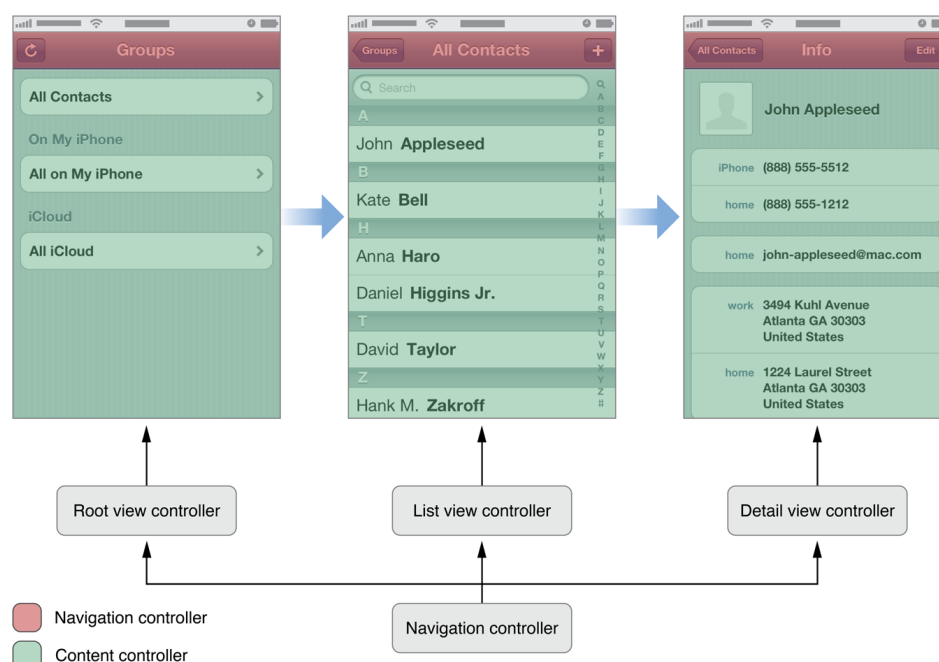 Groups
All Contacts
On My iPhone
All on My iPhone
iCloud
All iCloud
Groups
All Contacts
+
Search
A
John Appleseed
B
Kate Bell
H
Anna Haro
Daniel Higgins Jr.
T
David Taylor
Z
Hank M. Zakroff
A
B
C
D
E
F
G
H
I
J
K
L
M
N
O
P
Q
R
S
T
U
V
W
X
Y
Z
#
All Contacts
Info
Edit
John Appleseed
iPhone (888) 555-5512
home (888) 555-1212
home john-appleseed@mac.com
work 3494 Kuhl Avenue
Atlanta GA 30303
United States
home 1224 Laurel Street
Atlanta GA 30303
United States
Root view controller
List view controller
Detail view controller
Navigation controller
Navigation controller
Content controller